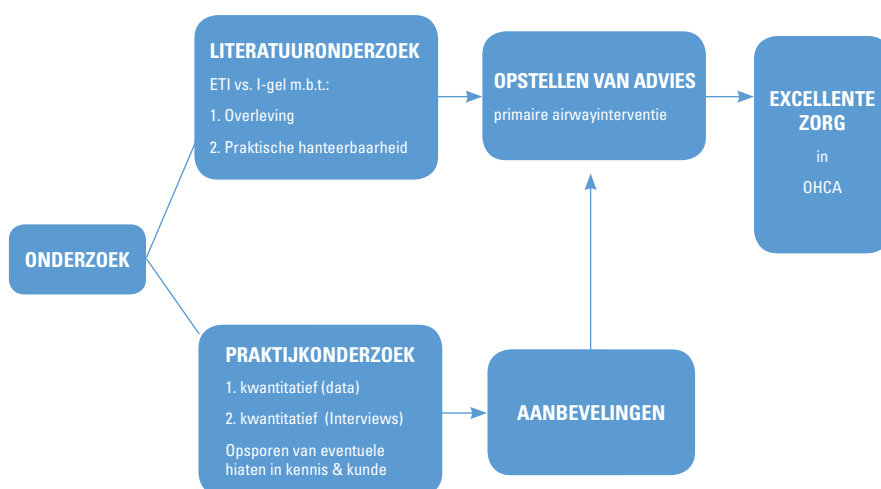 ONDERZOEK
LITERATUURONDERZOEK
ETI vs. I-gel m.b.t.:
1. Overleving
2. Praktische hanteerbaarheid
OPSTELLEN VAN ADVIES
primaire airwayinterventie
EXCELLENTE
ZORG
in
OHCA
PRAKTIJKONDERZOEK
1. kwantitatief (data)
2. kwantitatief (Interviews)
Opsporen van eventuele
hiaten in kennis & kunde
AANBEVELINGEN